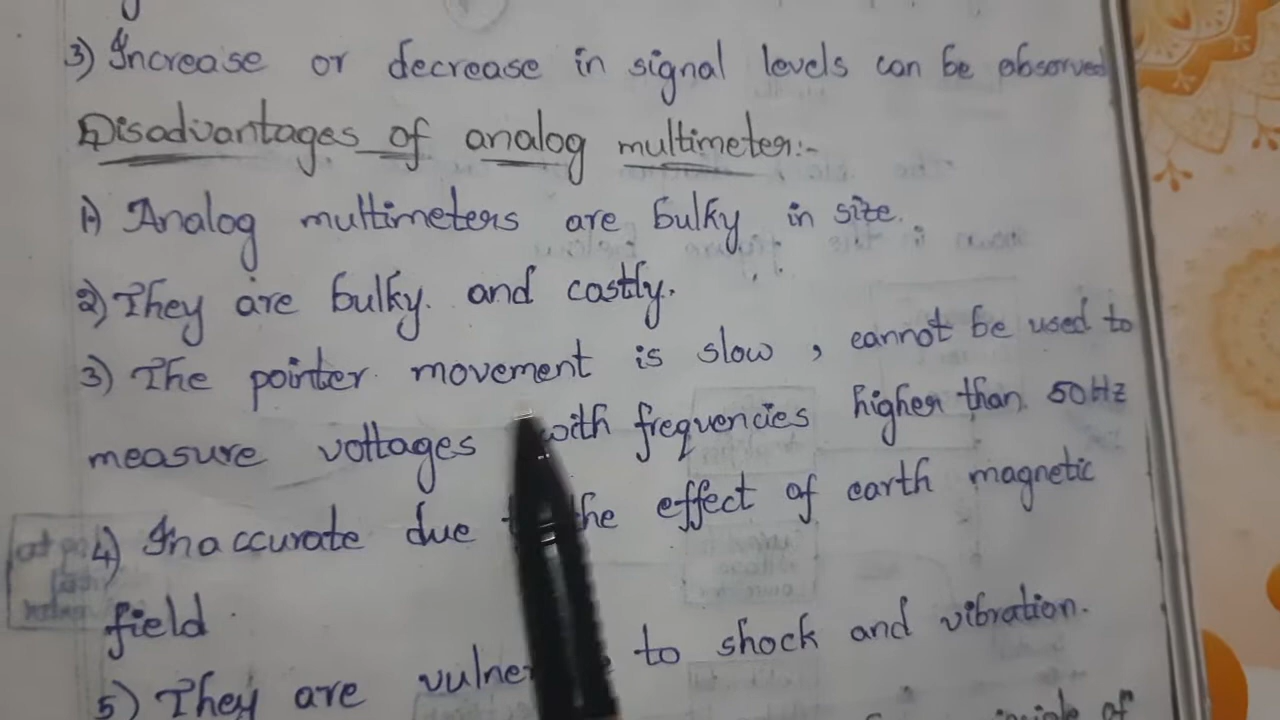 3) Increase or decrease in signal levels can be observed
Disadvantages of analog multimeter:-
1) Analog multimeters are bulky in size.
2) They are bulky. and costly.
3) The pointer movement is slow, cannot be used to
measure voltages with frequencies higher than 50Hz
4) Inaccurate due the effect of earth magnetic
field.
5) They are to shock and vibration.
of